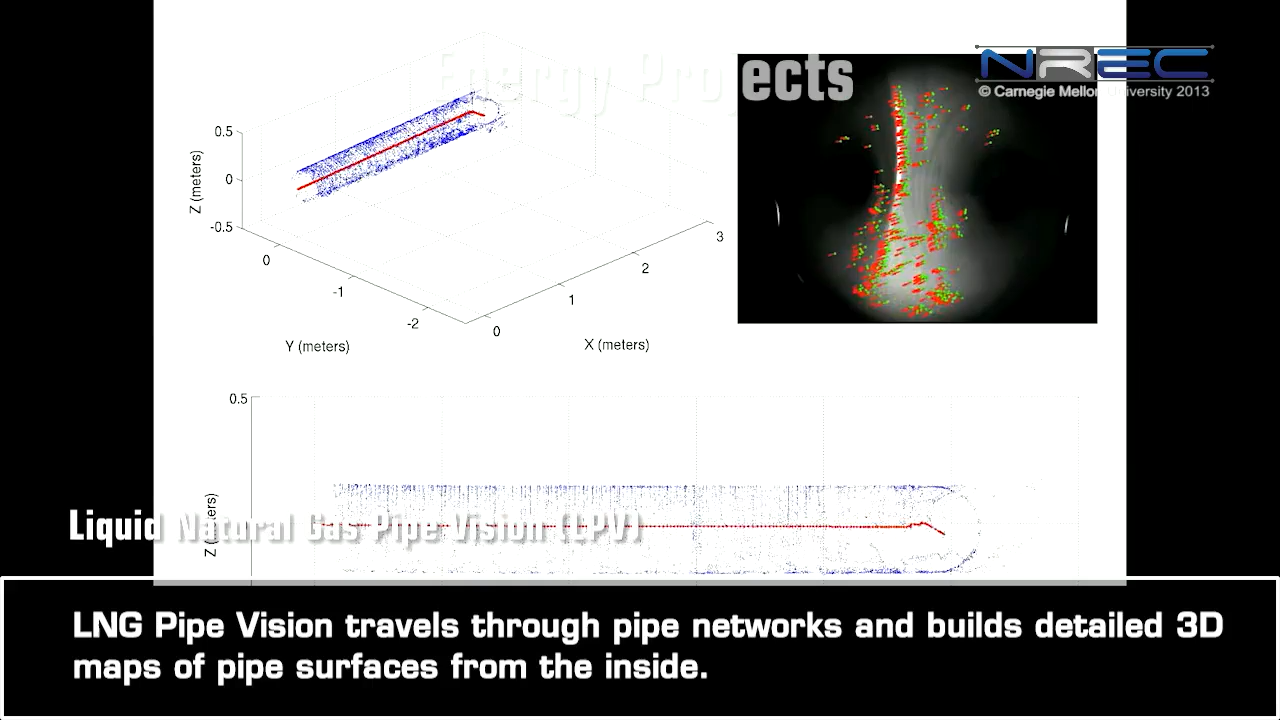 Energy Projects
NREC
© Carnegie Mellon University 2013
0.5
0
-0.5
Z (meters)
0
-1
-2
Y (meters)
0
1
2
3
X (meters)
0.5
Z (meters)
Liquid Natural Gas Pipe Vision (LPV)
LNG Pipe Vision travels through pipe networks and builds detailed 3D
maps of pipe surfaces from the inside.